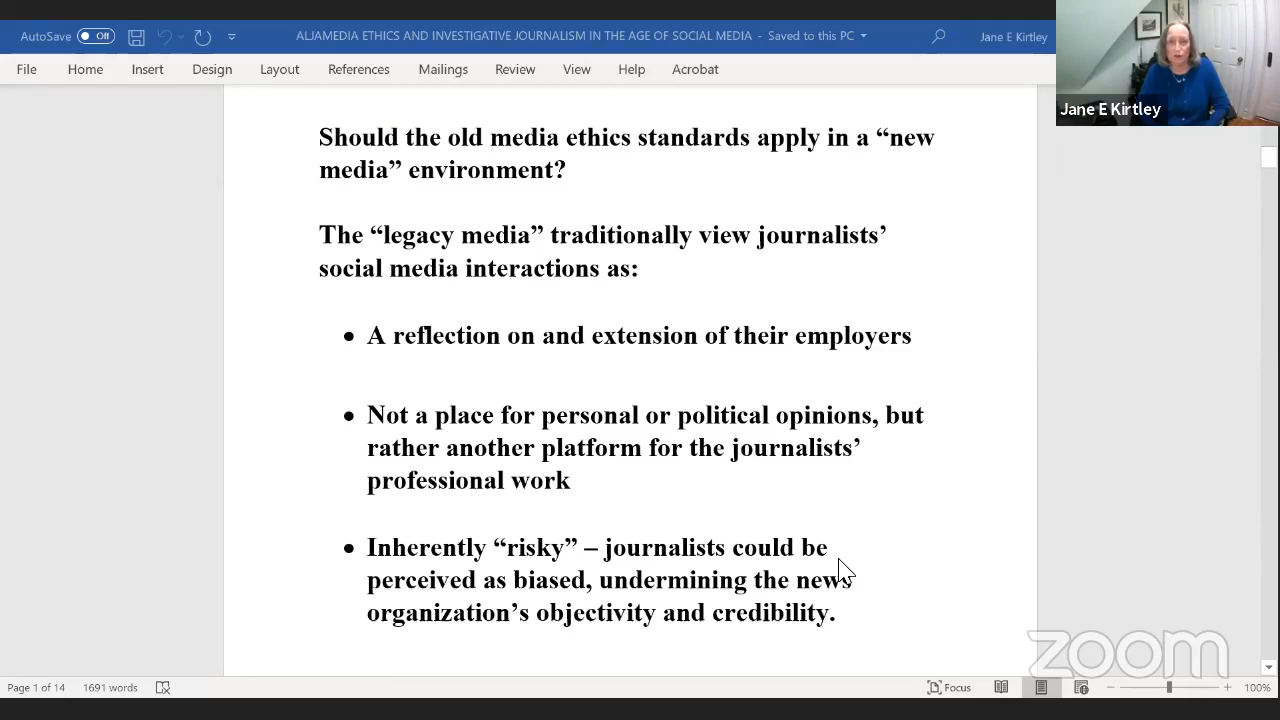 AutoSave Off
ALJAMEDIA ETHICS AND INVESTIGATIVE JOURNALISM IN THE AGE OF SOCIAL MEDIA - Saved to this PC
Jane E Kirtley
File Home Insert Design Layout References Mailings Review View Help Acrobat
Jane E Kirtley
Should the old media ethics standards apply in a “new
media” environment?
The “legacy media” traditionally view journalists’
social media interactions as:
• A reflection on and extension of their employers
• Not a place for personal or political opinions, but
rather another platform for the journalists’
professional work
• Inherently “risky” – journalists could be
perceived as biased, undermining the news
organization’s objectivity and credibility.
zoom
Page 1 of 14 1691 words Focus 100%